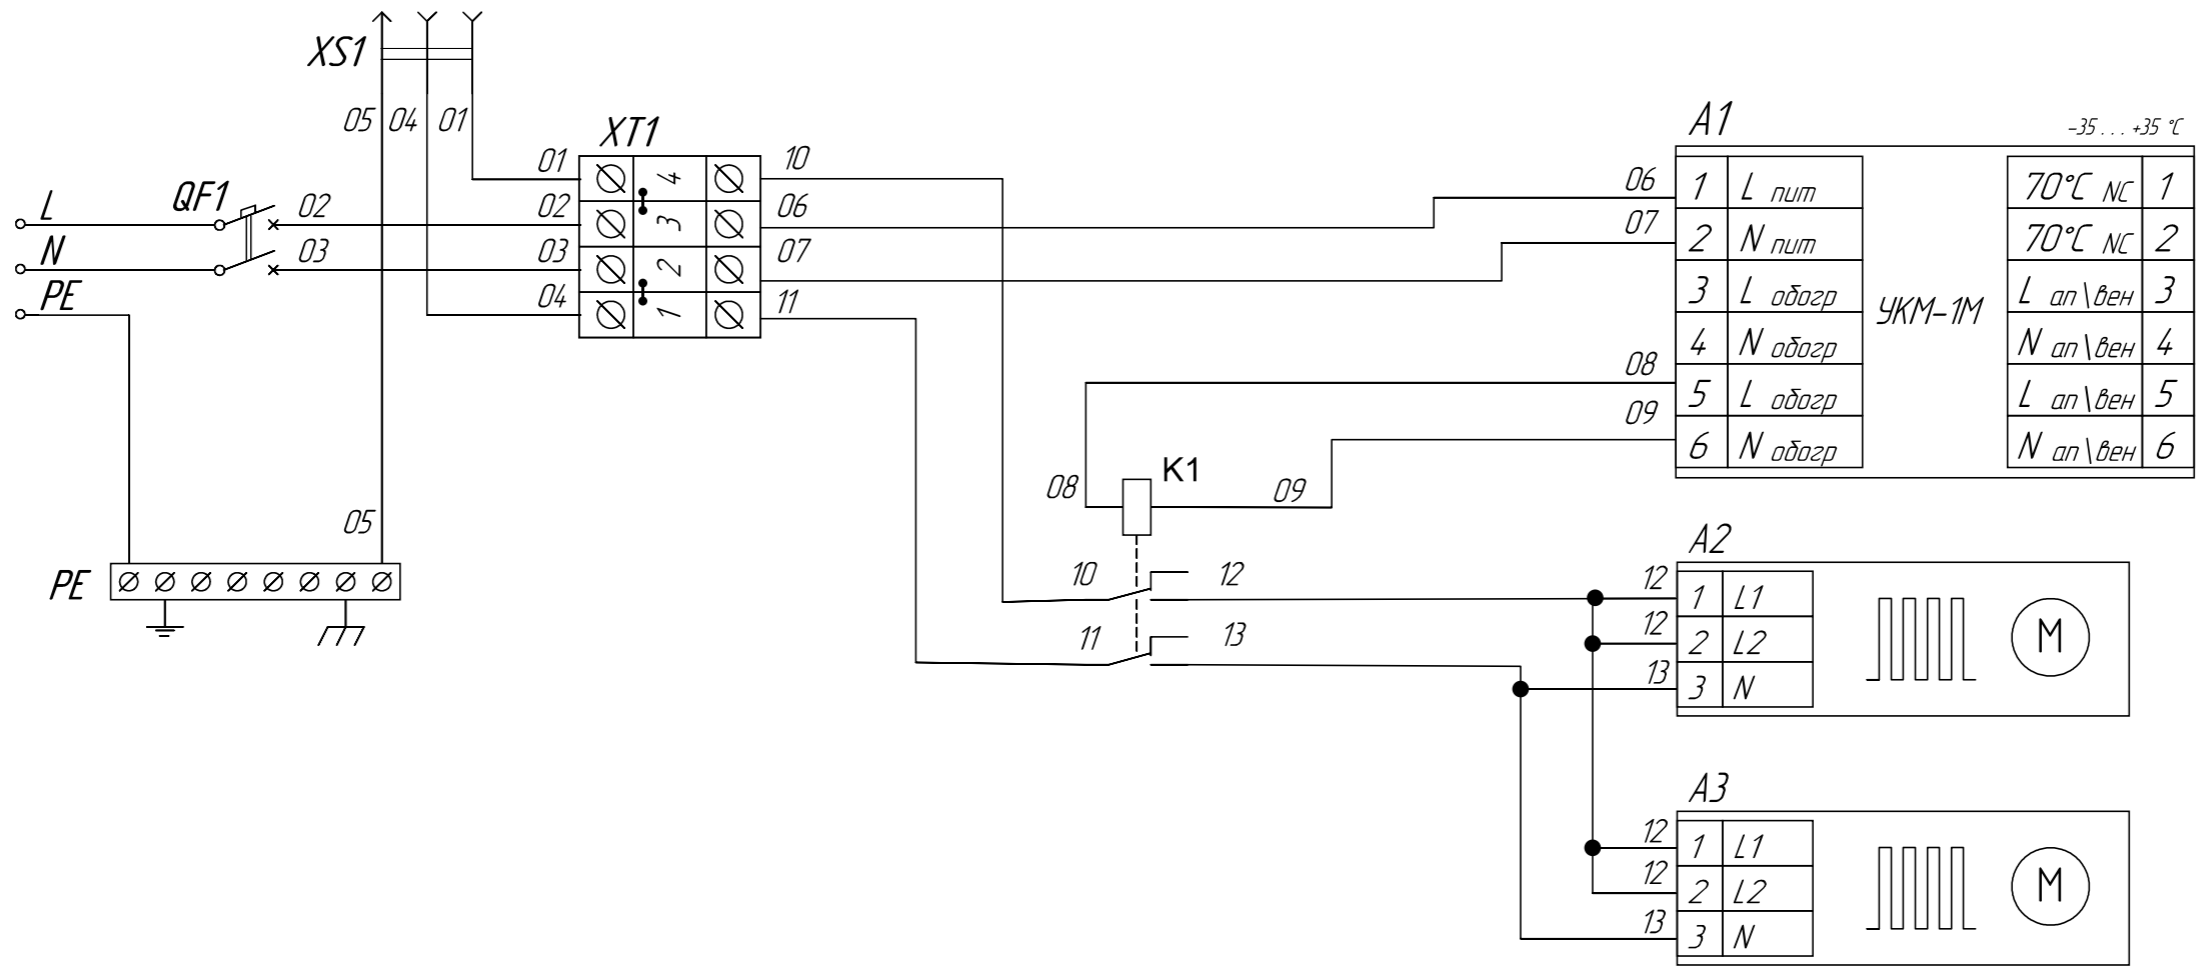 XS1
05 04 01
XT1
01 4 10
02 3 06
03 2 07
04 1 11
L QF1 02
N 03
PE
05
PE
A1
-35 . . . +35 °C
06 1 L пит 70°C NC 1
07 2 N пит 70°C NC 2
3 L обогр L ап\вен 3
УКМ-1М
4 N обогр N ап\вен 4
08 5 L обогр L ап\вен 5
09 6 N обогр N ап\вен 6
K1
08 09
10 12
11 13
A2
12 1 L1
12 2 L2
13 3 N
M
A3
12 1 L1
12 2 L2
13 3 N
M